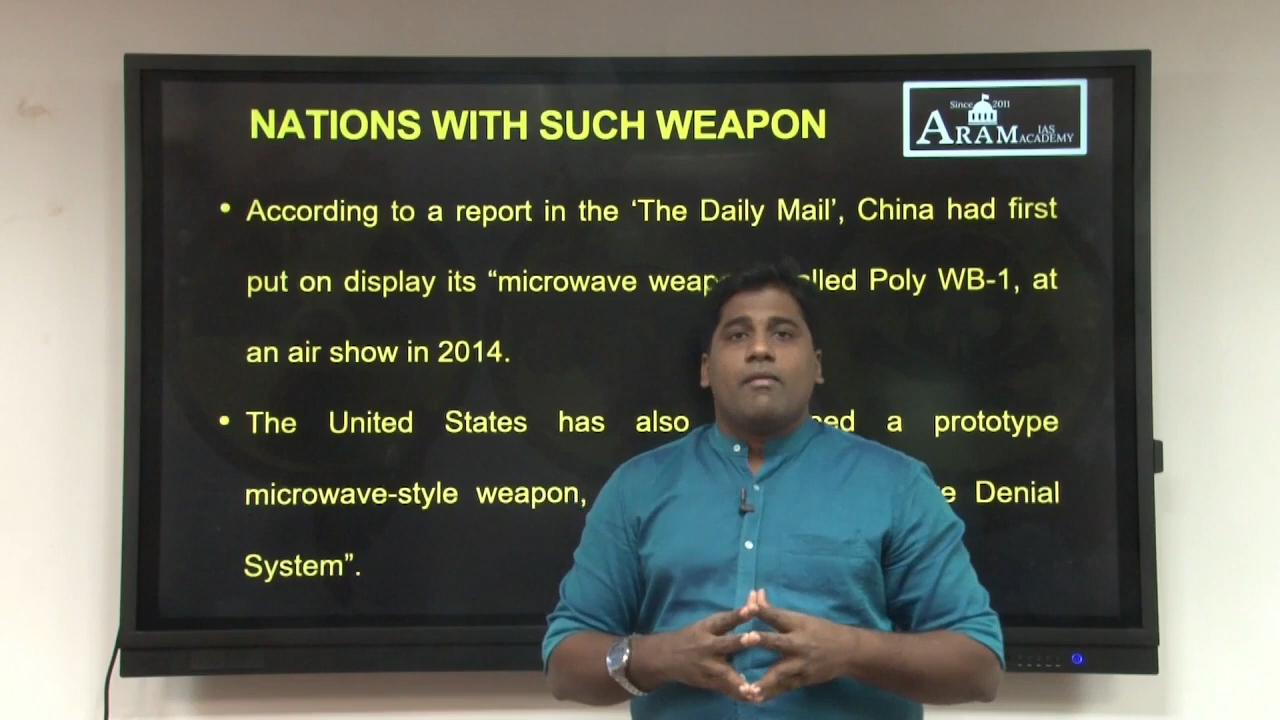 NATIONS WITH SUCH WEAPON
Since 2011
ARAM IAS ACADEMY
• According to a report in the ‘The Daily Mail’, China had first
put on display its “microwave Poly WB-1, at
an air show in 2014.
• The United States has also a prototype
microwave-style weapon, Denial
System”.